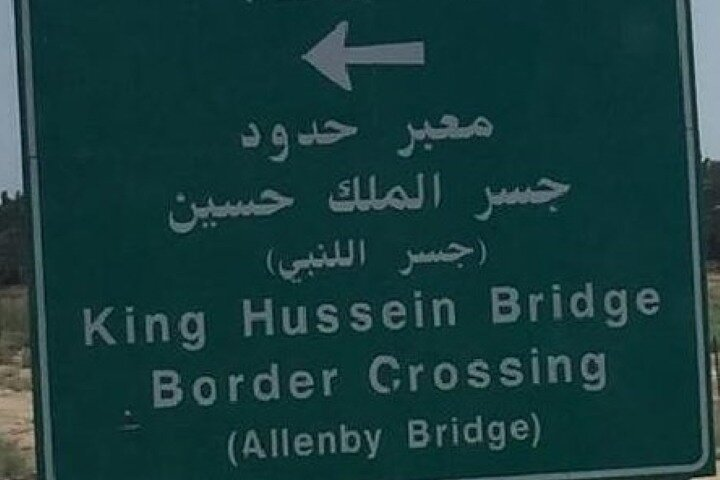 معبر حدود
جسر الملك حسين
(جسر اللنبي)
King Hussein Bridge
Border Crossing
(Allenby Bridge)